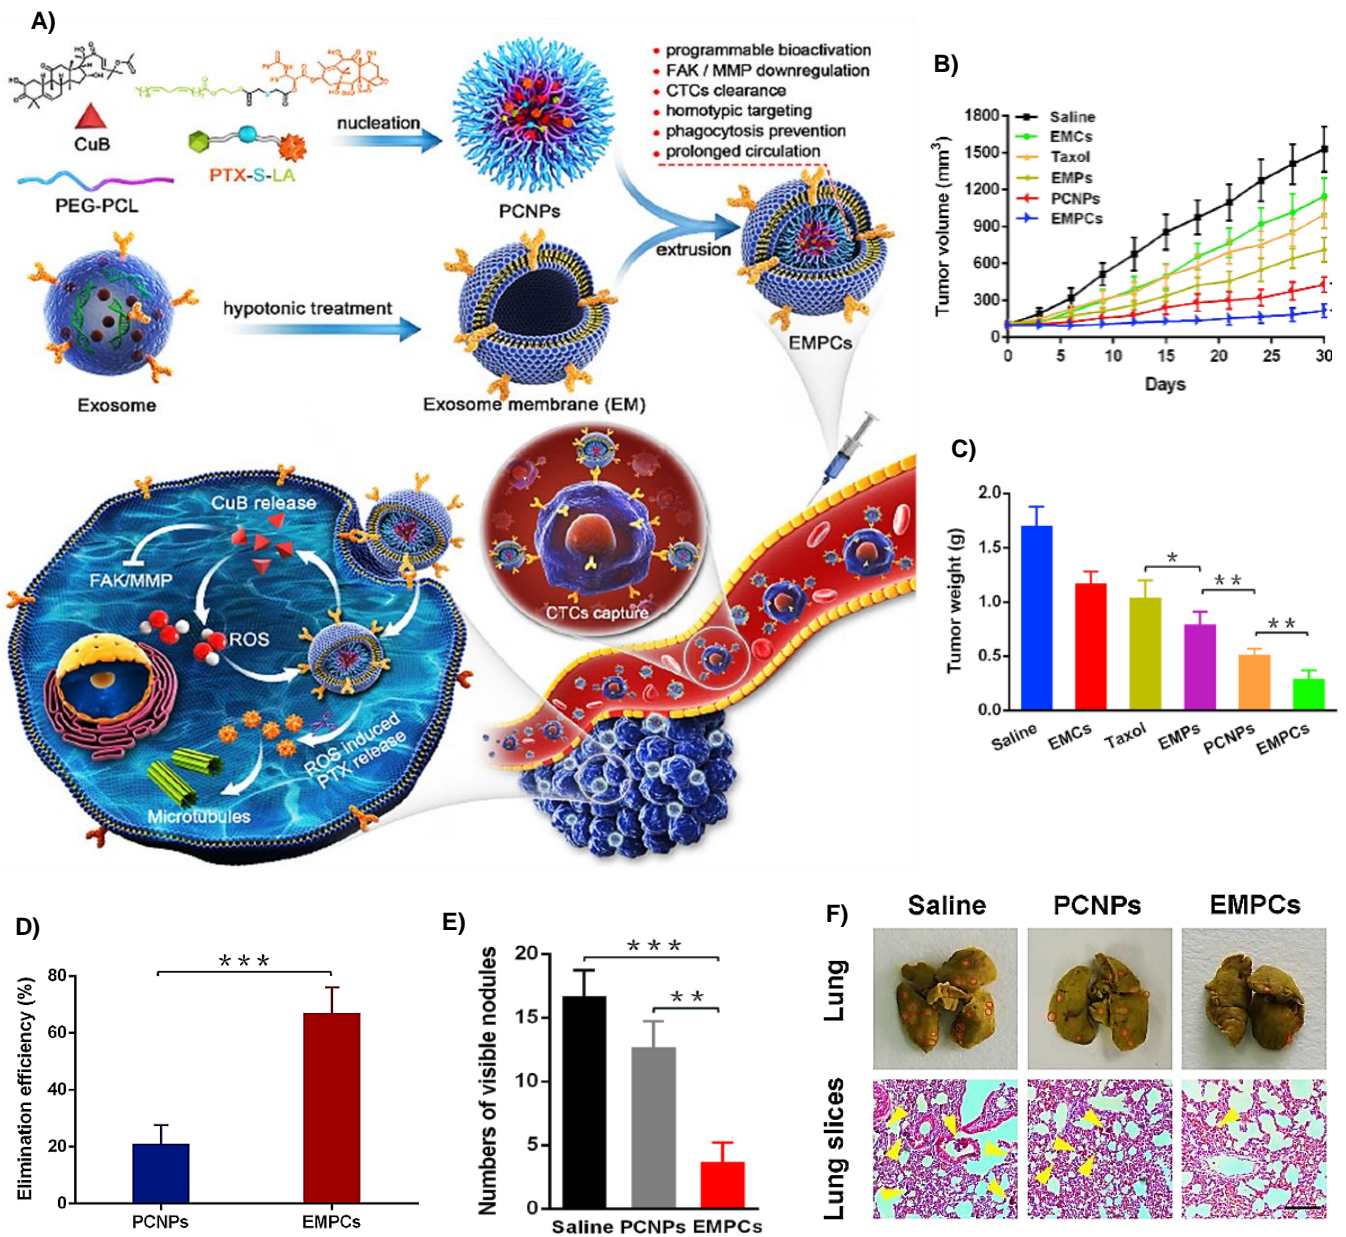 A)
CuB
PTX-S-LA
PEG-PCL
nucleation
PCNPs
• programmable bioactivation
• FAK / MMP downregulation
• CTCs clearance
• homotypic targeting
• phagocytosis prevention
• prolonged circulation
extrusion
EMPCs
Exosome
hypotonic treatment
Exosome membrane (EM)
CuB release
FAK/MMP
ROS
ROS induced
PTX release
Microtubules
CTCs capture
B)
Tumor volume (mm3)
1800
1500
1200
900
600
300
0
Saline
EMCs
Taxol
EMPs
PCNPs
EMPCs
0 5 10 15 20 25 30
Days
C)
Tumor weight (g)
2.0
1.5
1.0
0.5
0.0
*
**
**
Saline EMCs Taxol EMPs PCNPs EMPCs
D)
Elimination efficiency (%)
80
60
40
20
0
***
PCNPs EMPCs
E)
Numbers of visible nodules
20
15
10
5
0
***
**
Saline PCNPs EMPCs
F)
Saline PCNPs EMPCs
Lung
Lung slices